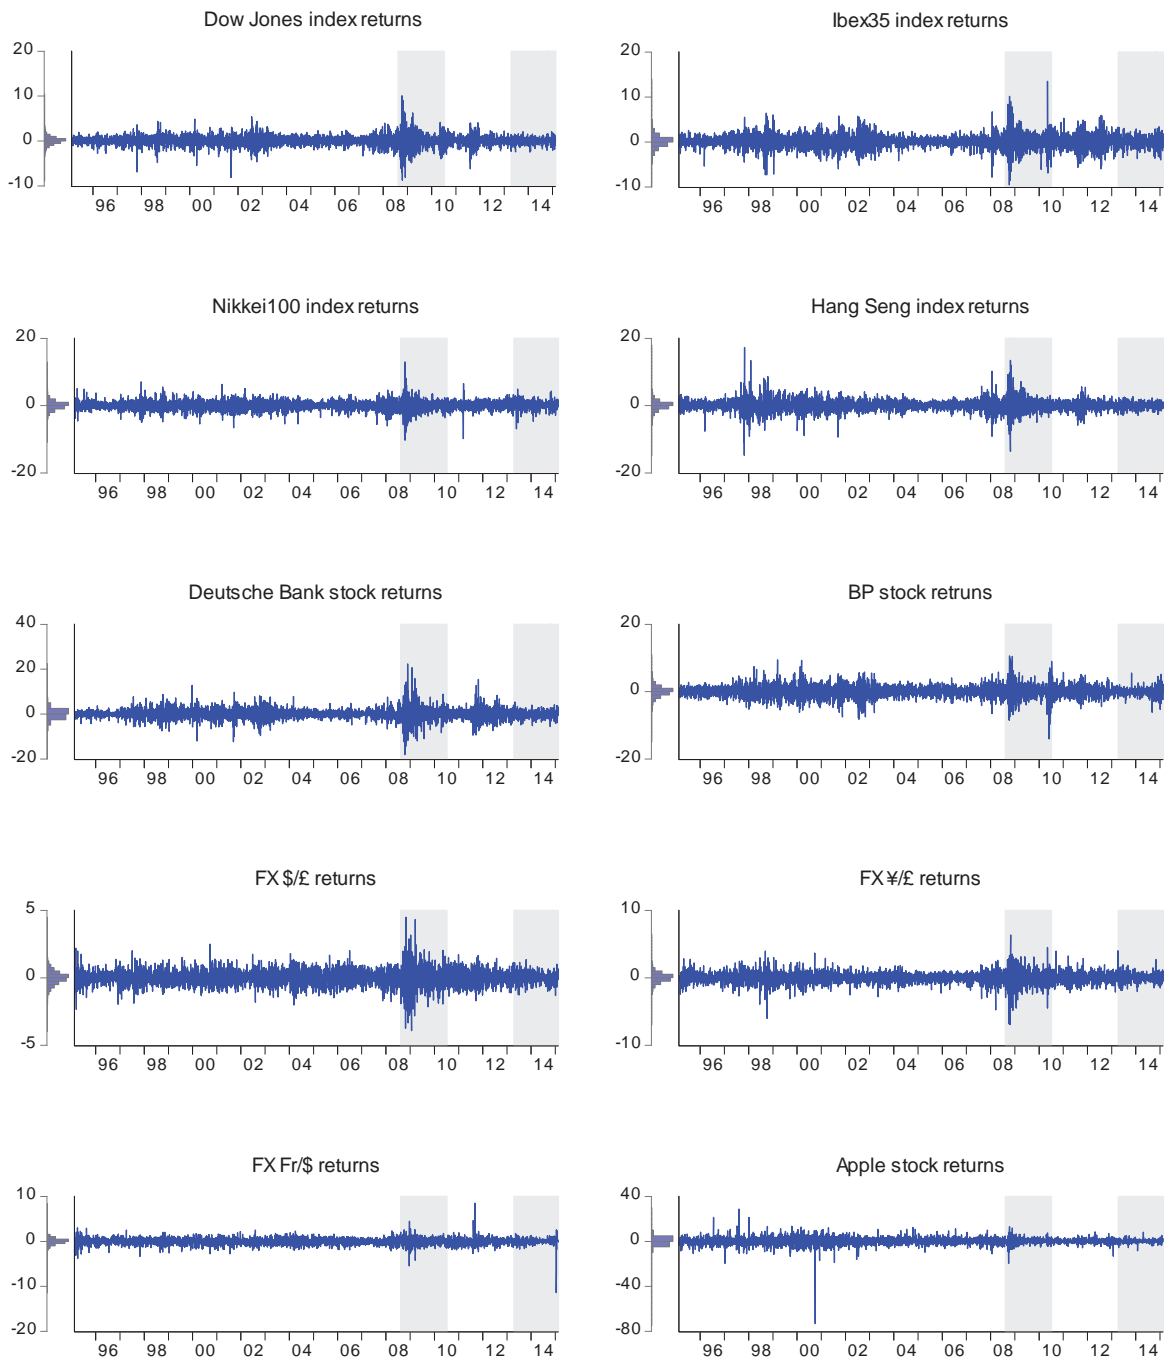 Dow Jones index returns
20
10
0
-10
96 98 00 02 04 06 08 10 12 14
Ibex35 index returns
20
10
0
-10
96 98 00 02 04 06 08 10 12 14
Nikkei100 index returns
20
0
-20
96 98 00 02 04 06 08 10 12 14
Hang Seng index returns
20
0
-20
96 98 00 02 04 06 08 10 12 14
Deutsche Bank stock returns
40
20
0
-20
96 98 00 02 04 06 08 10 12 14
BP stock retruns
20
0
-20
96 98 00 02 04 06 08 10 12 14
FX $/£ returns
5
0
-5
96 98 00 02 04 06 08 10 12 14
FX ¥/£ returns
10
0
-10
96 98 00 02 04 06 08 10 12 14
FX Fr/$ returns
10
0
-10
-20
96 98 00 02 04 06 08 10 12 14
Apple stock returns
40
0
-40
-80
96 98 00 02 04 06 08 10 12 14